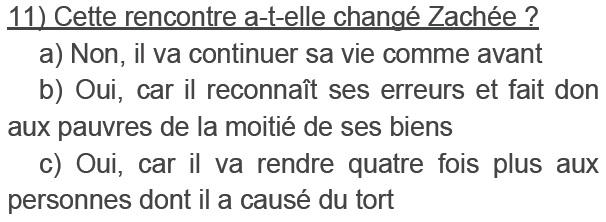 11) Cette rencontre a-t-elle changé Zachée ?
a) Non, il va continuer sa vie comme avant
b) Oui, car il reconnaît ses erreurs et fait don
aux pauvres de la moitié de ses biens
c) Oui, car il va rendre quatre fois plus aux
personnes dont il a causé du tort